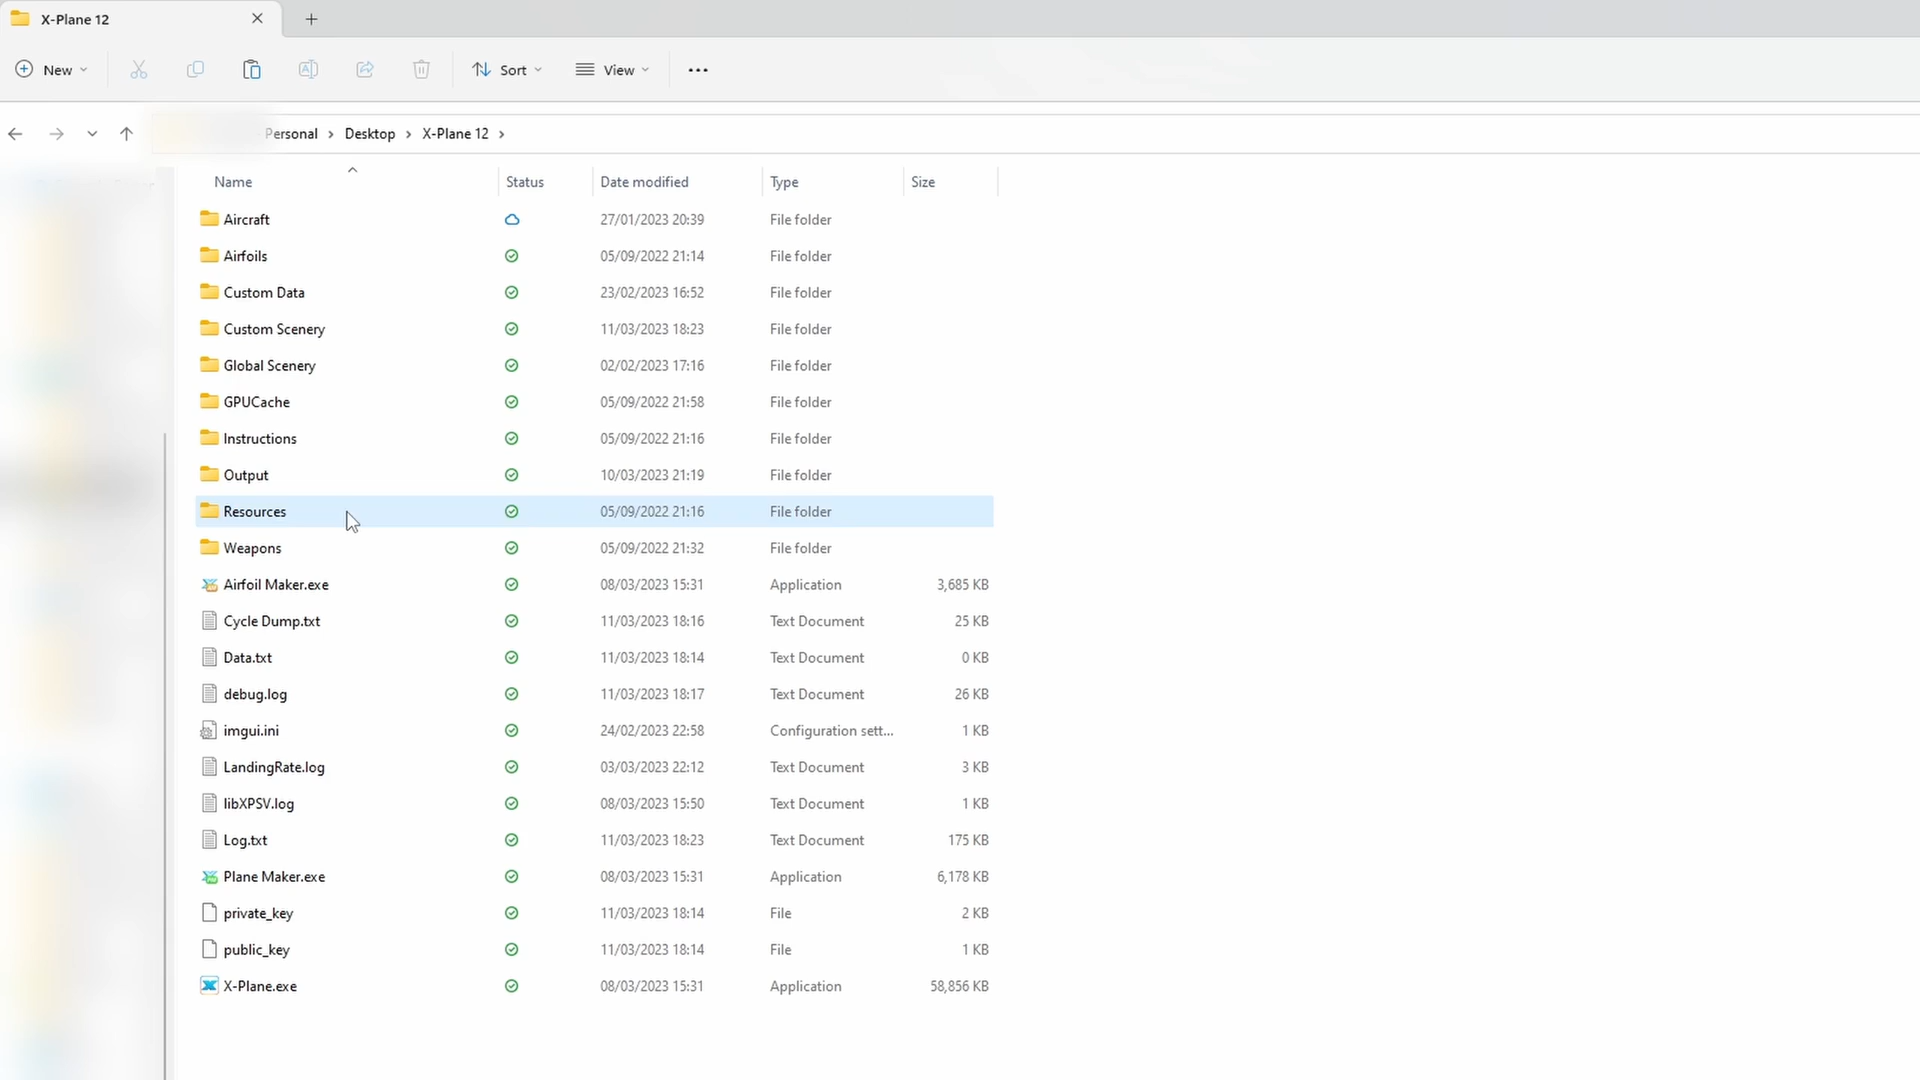 X-Plane 12
New
Sort
View
Personal > Desktop > X-Plane 12 >
Name Status Date modified Type Size
Aircraft 27/01/2023 20:39 File folder
Airfoils 05/09/2022 21:14 File folder
Custom Data 23/02/2023 16:52 File folder
Custom Scenery 11/03/2023 18:23 File folder
Global Scenery 02/02/2023 17:16 File folder
GPUCache 05/09/2022 21:58 File folder
Instructions 05/09/2022 21:16 File folder
Output 10/03/2023 21:19 File folder
Resources 05/09/2022 21:16 File folder
Weapons 05/09/2022 21:32 File folder
Airfoil Maker.exe 08/03/2023 15:31 Application 3,685 KB
Cycle Dump.txt 11/03/2023 18:16 Text Document 25 KB
Data.txt 11/03/2023 18:14 Text Document 0 KB
debug.log 11/03/2023 18:17 Text Document 26 KB
imgui.ini 24/02/2023 22:58 Configuration sett... 1 KB
LandingRate.log 03/03/2023 22:12 Text Document 3 KB
libXPSV.log 08/03/2023 15:50 Text Document 1 KB
Log.txt 11/03/2023 18:23 Text Document 175 KB
Plane Maker.exe 08/03/2023 15:31 Application 6,178 KB
private_key 11/03/2023 18:14 File 2 KB
public_key 11/03/2023 18:14 File 1 KB
X-Plane.exe 08/03/2023 15:31 Application 58,856 KB